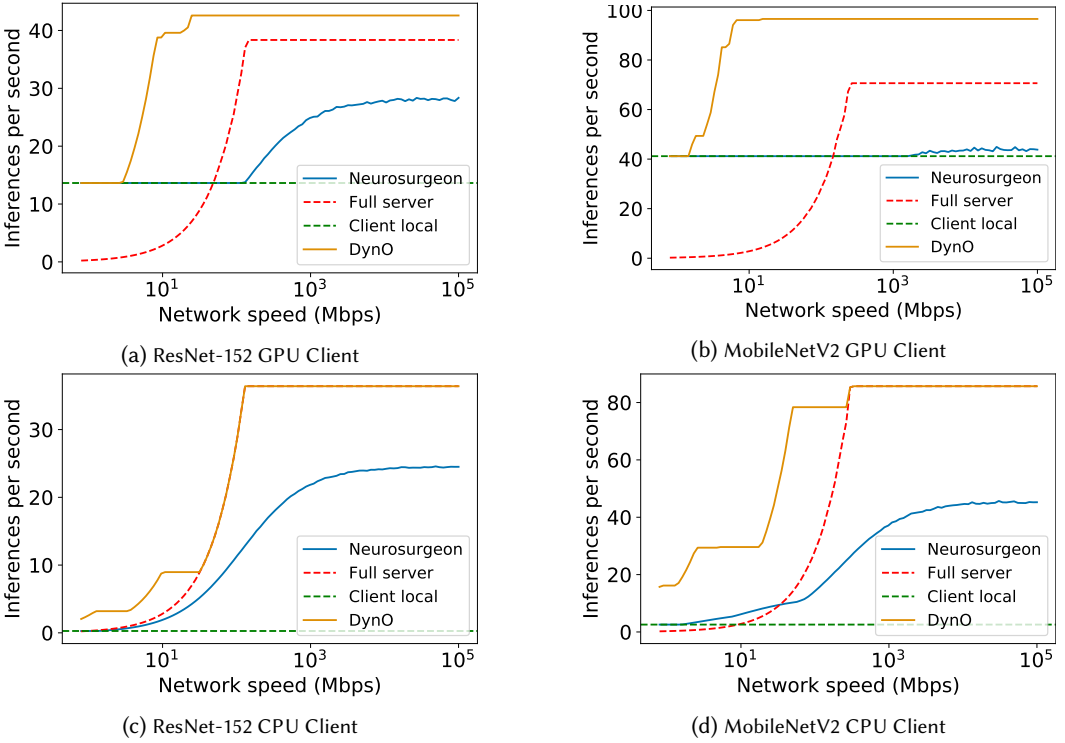 Inferences per second
40
30
20
10
0
Neurosurgeon
Full server
Client local
DynO
10^1
10^3
10^5
Network speed (Mbps)
(a) ResNet-152 GPU Client
Inferences per second
100
80
60
40
20
0
Neurosurgeon
Full server
Client local
DynO
10^1
10^3
10^5
Network speed (Mbps)
(b) MobileNetV2 GPU Client
Inferences per second
30
20
10
0
Neurosurgeon
Full server
Client local
DynO
10^1
10^3
10^5
Network speed (Mbps)
(c) ResNet-152 CPU Client
Inferences per second
80
60
40
20
0
Neurosurgeon
Full server
Client local
DynO
10^1
10^3
10^5
Network speed (Mbps)
(d) MobileNetV2 CPU Client